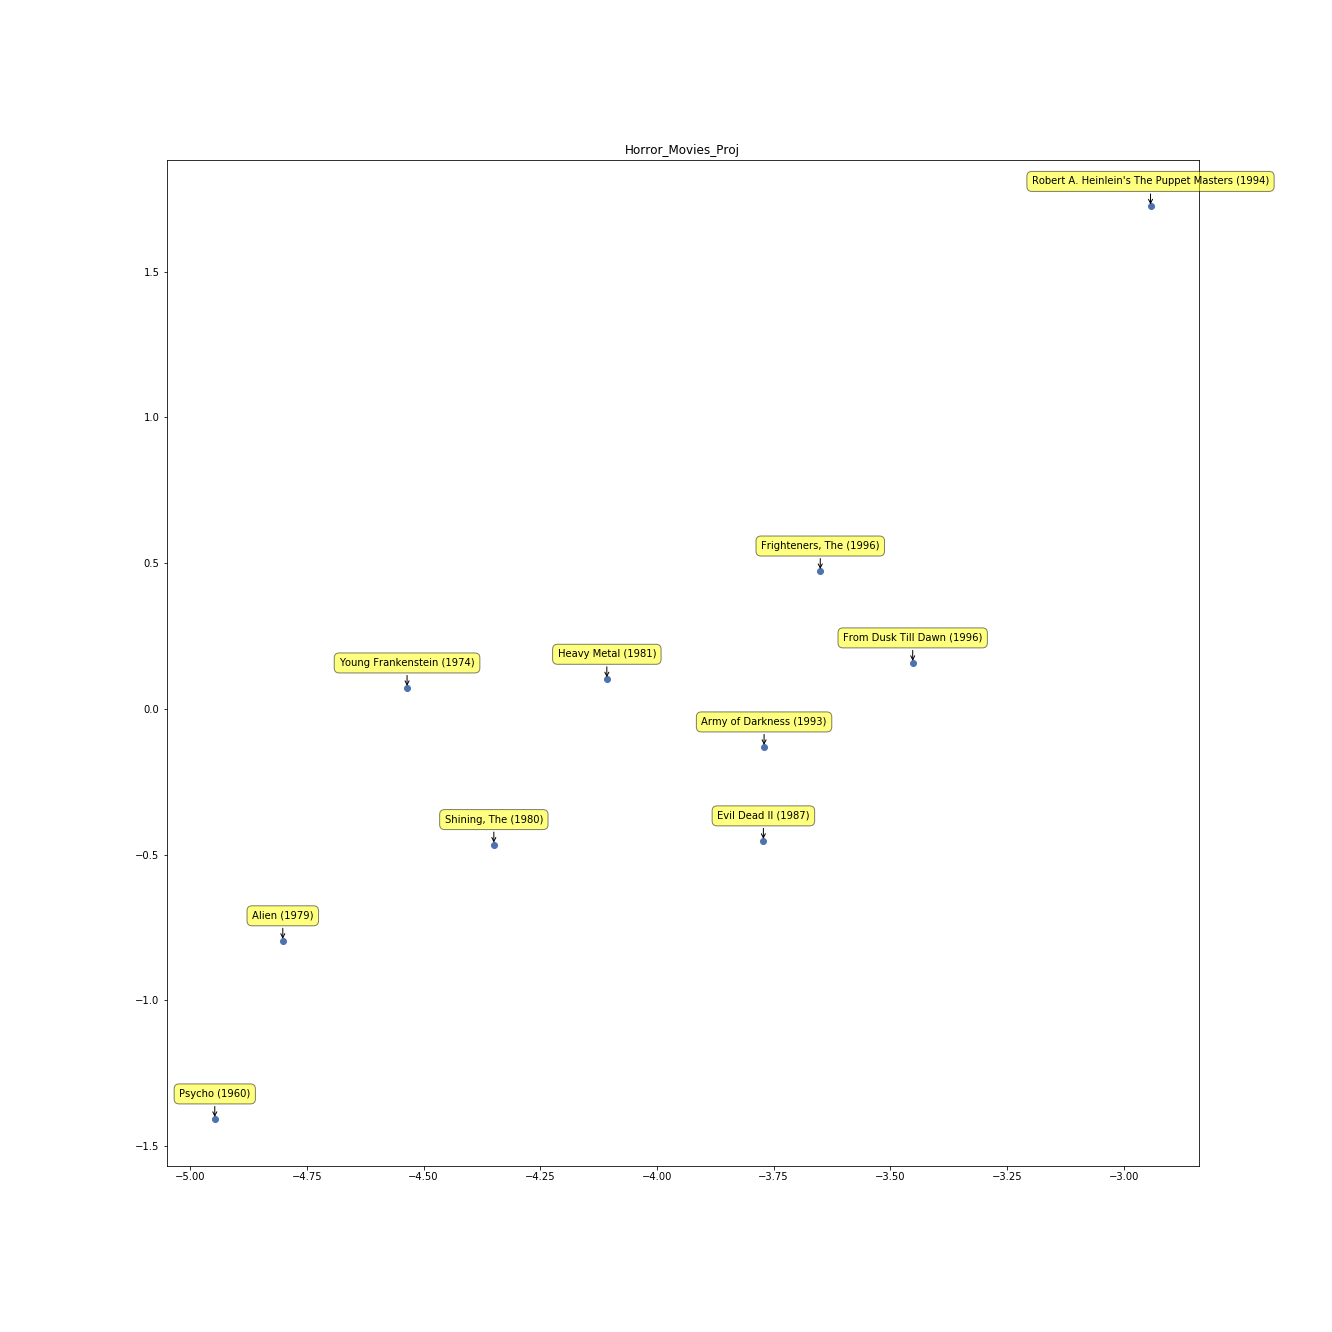 Horror_Movies_Proj
Robert A. Heinlein's The Puppet Masters (1994)
1.5
1.0
Frighteners, The (1996)
0.5
From Dusk Till Dawn (1996)
Heavy Metal (1981)
Young Frankenstein (1974)
0.0
Army of Darkness (1993)
Evil Dead II (1987)
Shining, The (1980)
−0.5
Alien (1979)
−1.0
Psycho (1960)
−1.5
−5.00 −4.75 −4.50 −4.25 −4.00 −3.75 −3.50 −3.25 −3.00